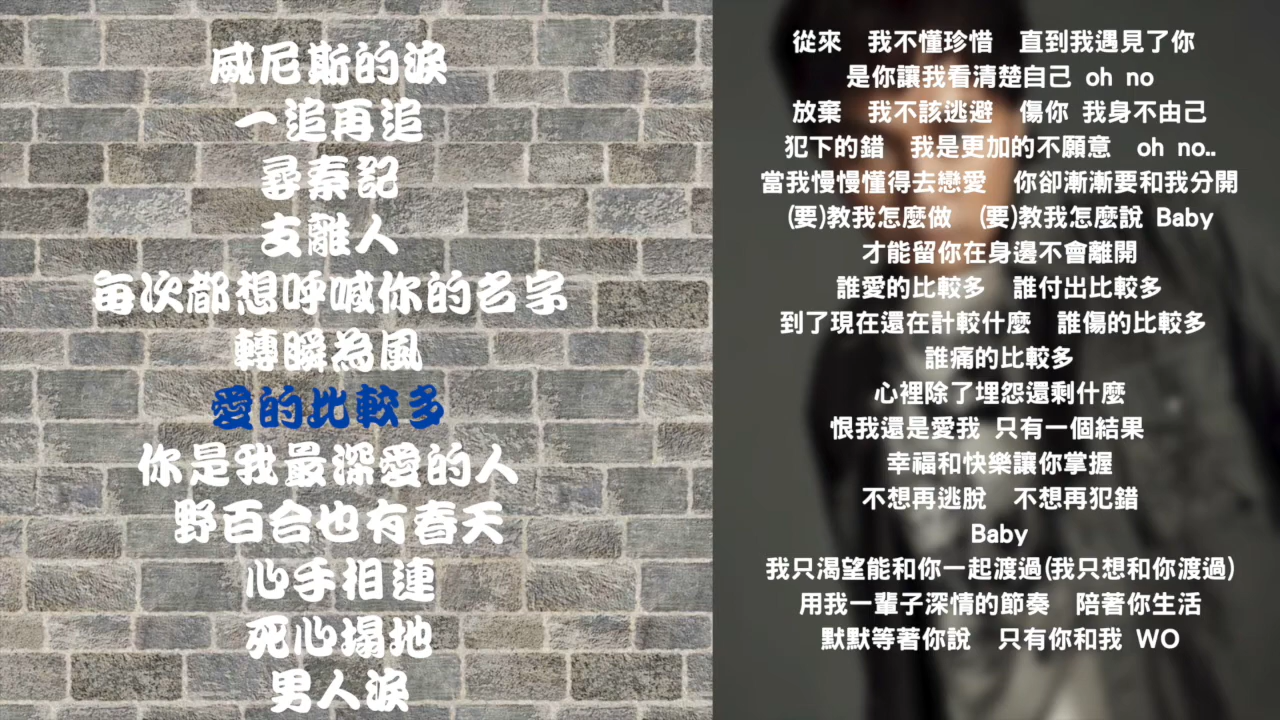 威尼斯的淚
一追再追
尋秦記
支離人
每次都想呼喊你的名字
轉瞬為風
愛的比較多
你是我最深愛的人
野百合也有春天
心手相連
死心塌地
男人淚
從來　我不懂珍惜　直到我遇見了你
是你讓我看清楚自己 oh no
放棄　我不該逃避　傷你 我身不由己
犯下的錯　我是更加的不願意　oh no..
當我慢慢懂得去戀愛　你卻漸漸要和我分開
(要)教我怎麼做　(要)教我怎麼說 Baby
才能留你在身邊不會離開
誰愛的比較多　誰付出比較多
到了現在還在計較什麼　誰傷的比較多
誰痛的比較多
心裡除了埋怨還剩什麼
恨我還是愛我 只有一個結果
幸福和快樂讓你掌握
不想再逃脫　不想再犯錯
Baby
我只渴望能和你一起渡過(我只想和你渡過)
用我一輩子深情的節奏　陪著你生活
默默等著你說　只有你和我 WO